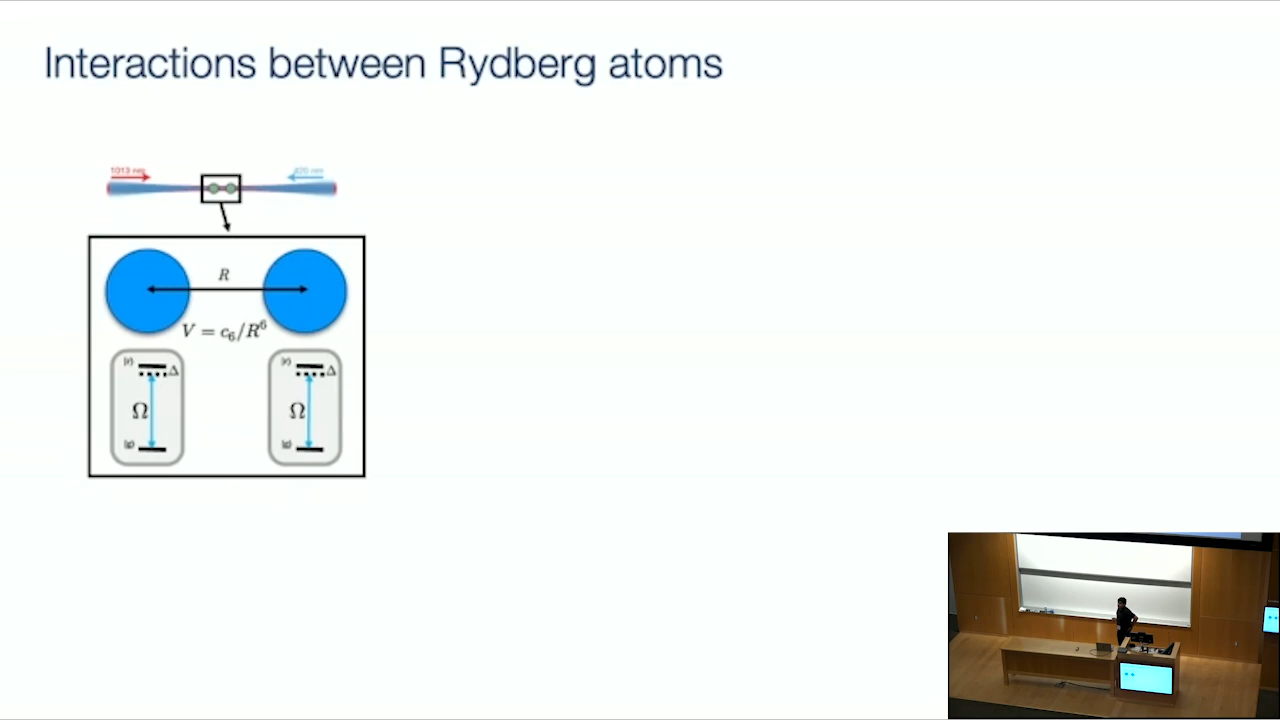 Interactions between Rydberg atoms
1013 nm
420 nm
R
V = c₆/R⁶
|r⟩ Δ
|r⟩ Δ
Ω
Ω
|g⟩
|g⟩